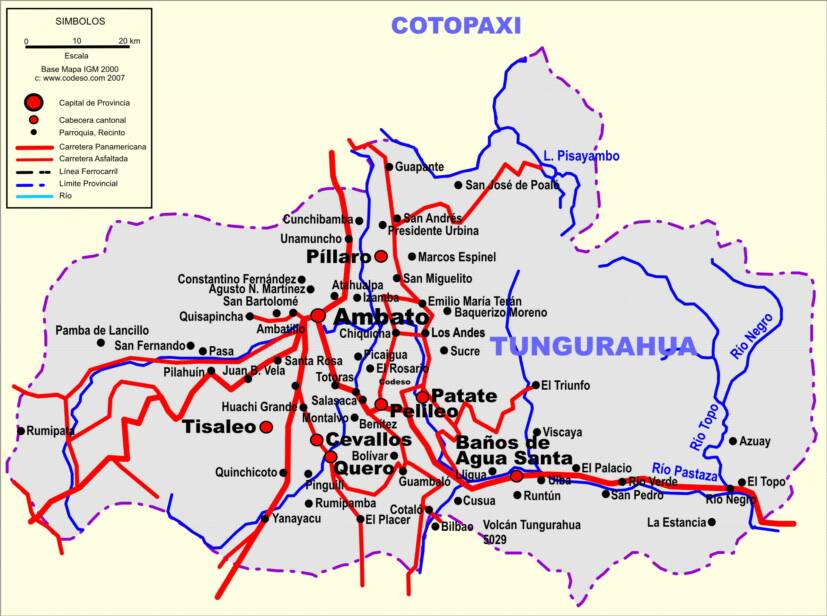 COTOPAXI
SIMBOLOS
0 10 20 km
Escala
Base Mapa IGM 2000
c: www.codeso.com 2007
Capital de Provincia
Cabecera cantonal
Parroquia, Recinto
Carretera Panamericana
Carretera Asfaltada
Línea Ferrocarril
Límite Provincial
Río
L. Pisayambo
Guapante
San José de Poaló
Cunchibamba
San Andrés
Presidente Urbina
Unamuncho
Píllaro
Marcos Espinel
Constantino Fernández
San Miguelito
Agusto N. Martínez
Atahualpa
Izamba
San Bartolomé
Emilio María Terán
Baquerizo Moreno
Quisapincha
Ambato
Ambatillo
Pamba de Lancillo
Chiquicha
Los Andes
San Fernando
Pasa
Picaigua
Sucre
TUNGURAHUA
Río Negro
Santa Rosa
El Rosario
Pilahuín
Juan B. Vela
Totoras
Codeso
El Triunfo
Salasaca
Patate
Huachi Grande
Pelileo
Montalvo
Benítez
Río Topo
Tisaleo
Rumipata
Cevallos
Viscaya
Baños de
Agua Santa
Azuay
Bolívar
Quero
Quinchicoto
Pinguilí
Guambaló
Lligua
Ulba
El Palacio
Río Verde
Río Pastaza
El Topo
Rumipamba
Cusua
Runtún
San Pedro
Río Negro
Yanayacu
El Placer
Cotaló
Bilbao
Volcán Tungurahua
5029
La Estancia